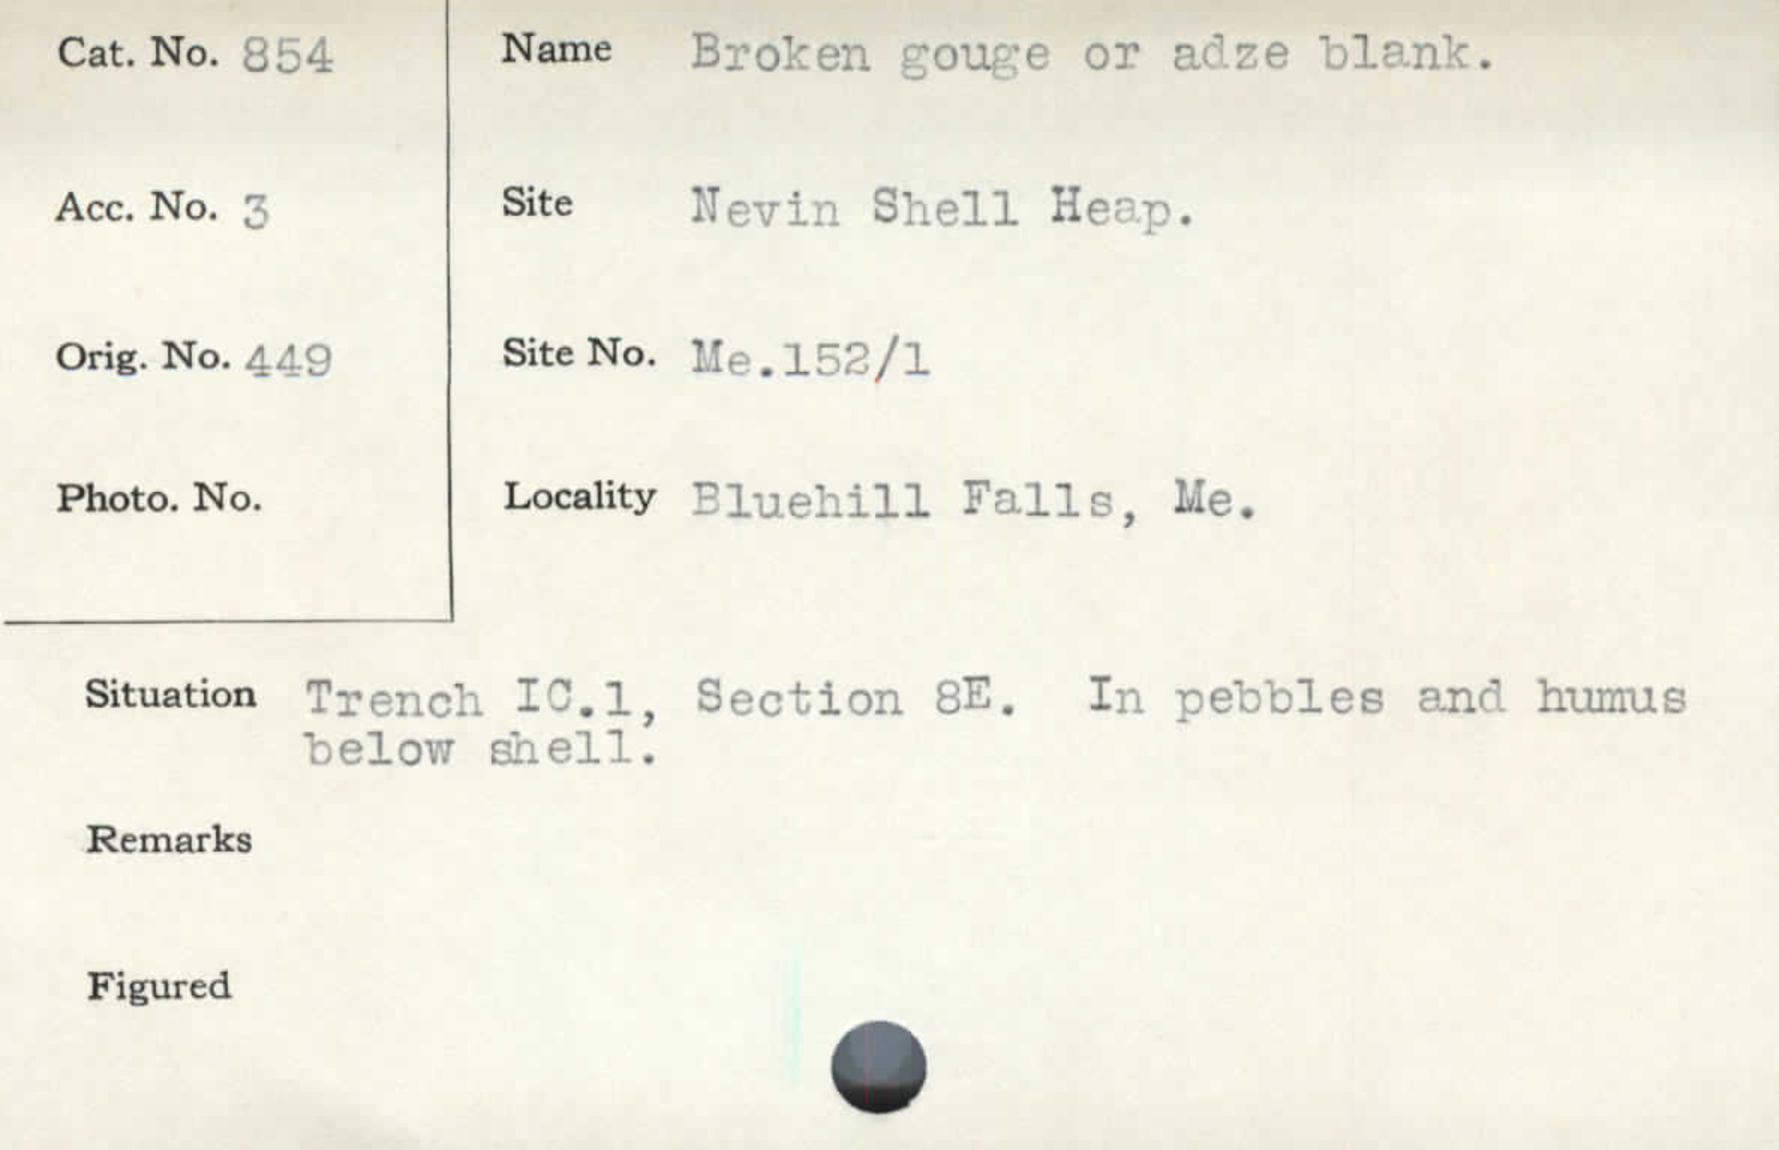 Cat. No. 854
Name Broken gouge or adze blank.
Acc. No. 3
Site Nevin Shell Heap.
Orig. No. 449
Site No. Me.152/1
Photo. No.
Locality Bluehill Falls, Me.
Situation Trench IC.1, Section 8E. In pebbles and humus
below shell.
Remarks
Figured